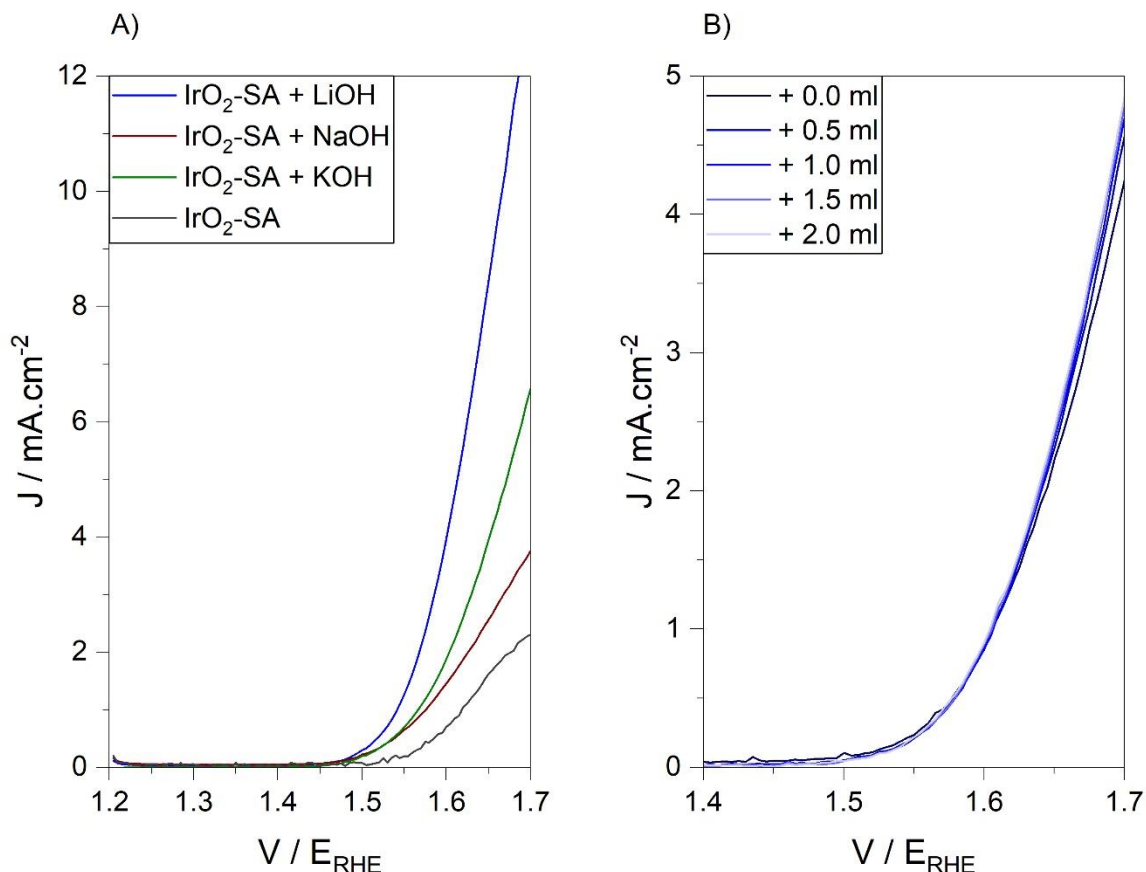 A)
12
10
8
6
4
2
0
J / mA.cm⁻²
IrO₂-SA + LiOH
IrO₂-SA + NaOH
IrO₂-SA + KOH
IrO₂-SA
1.2 1.3 1.4 1.5 1.6 1.7
V / E_RHE
B)
5
4
3
2
1
0
J / mA.cm⁻²
+ 0.0 ml
+ 0.5 ml
+ 1.0 ml
+ 1.5 ml
+ 2.0 ml
1.4 1.5 1.6 1.7
V / E_RHE